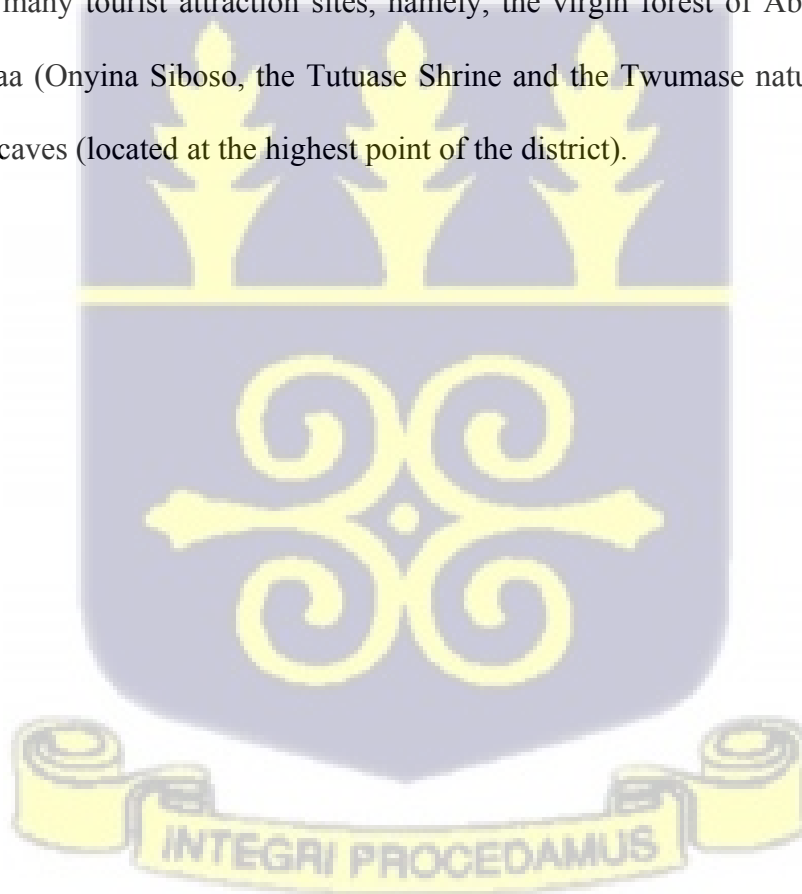 many tourist attraction sites, namely, the virgin forest of Ab
aa (Onyina Siboso, the Tutuase Shrine and the Twumase natu
caves (located at the highest point of the district).
INTEGRI PROCEDAMUS